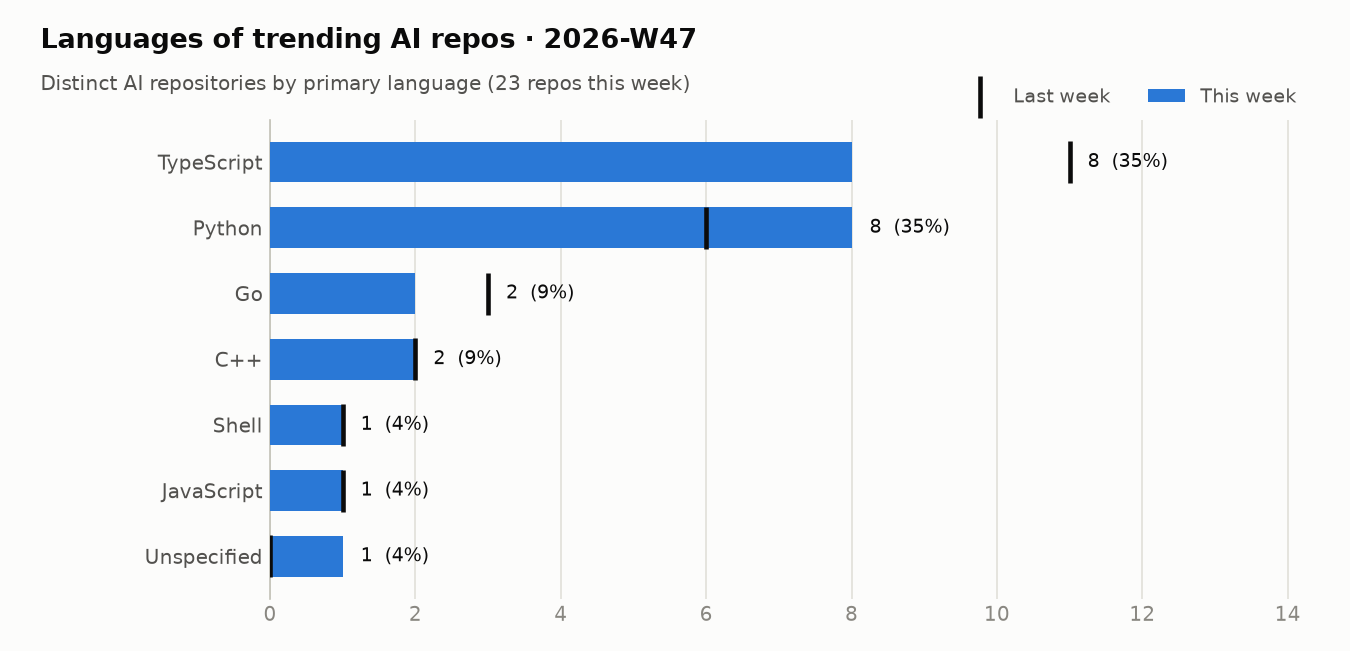 Languages of trending AI repos · 2026-W47
Distinct AI repositories by primary language (23 repos this week)
Last week
This week
TypeScript 8 (35%)
Python 8 (35%)
Go 2 (9%)
C++ 2 (9%)
Shell 1 (4%)
JavaScript 1 (4%)
Unspecified 1 (4%)
0 2 4 6 8 10 12 14